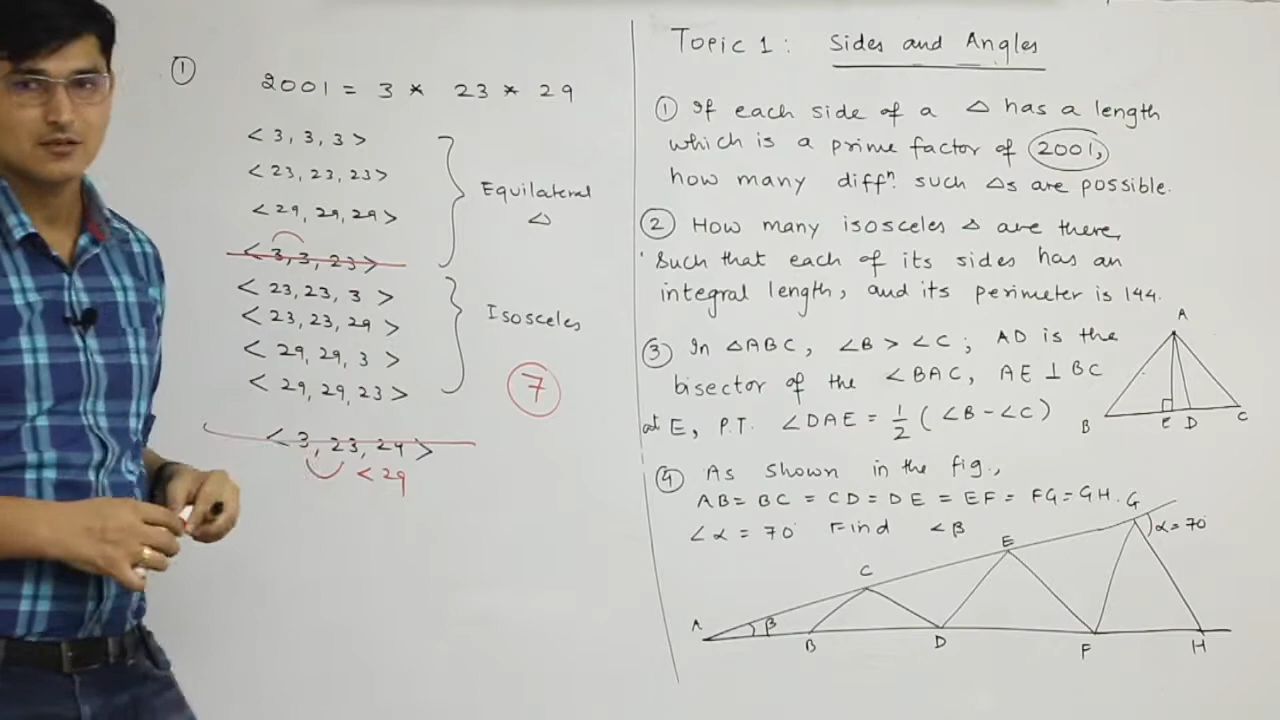 ①
2001 = 3 * 23 * 29
< 3, 3, 3 >
< 23, 23, 23 >
< 29, 29, 29 >
Equilateral
△
< 3, 3, 23 >
< 23, 23, 3 >
< 23, 23, 29 >
< 29, 29, 3 >
< 29, 29, 23 >
Isosceles
7
< 3, 23, 29 >
< 29
Topic 1: Sides and Angles
① If each side of a △ has a length
which is a prime factor of 2001,
how many diffⁿ. such △s are possible.
② How many isosceles △ are there,
such that each of its sides has an
integral length, and its perimeter is 144.
③ In △ABC, ∠B > ∠C ; AD is the
bisector of the ∠BAC, AE ⊥ BC
at E, P.T. ∠DAE = 1/2 ( ∠B - ∠C )
A
B
E
D
C
④ As shown in the fig.,
AB = BC = CD = DE = EF = FG = GH.
∠α = 70° Find ∠β
G
α = 70°
E
C
A
β
B
D
F
H